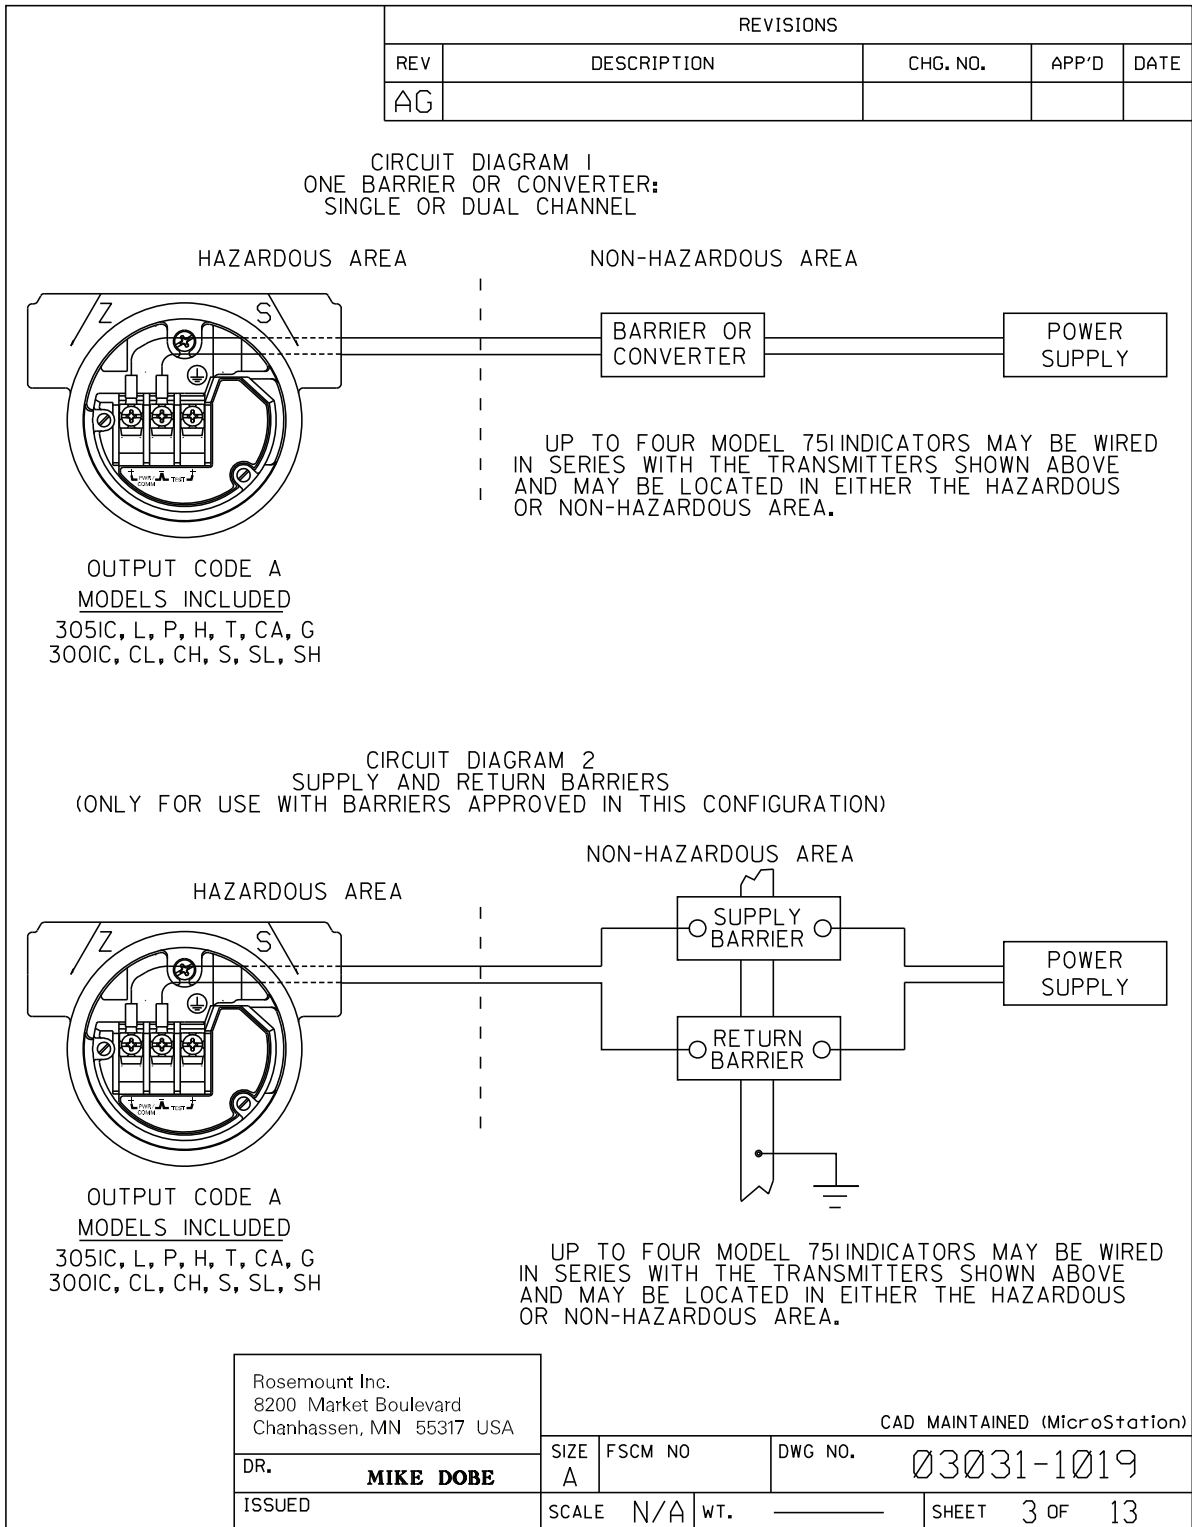 REVISIONS
REV DESCRIPTION CHG. NO. APP'D DATE
AG
CIRCUIT DIAGRAM 1
ONE BARRIER OR CONVERTER:
SINGLE OR DUAL CHANNEL
HAZARDOUS AREA
NON-HAZARDOUS AREA
Z S
BARRIER OR
CONVERTER
POWER
SUPPLY
+ PWR/ COMM − TEST +
UP TO FOUR MODEL 751 INDICATORS MAY BE WIRED
IN SERIES WITH THE TRANSMITTERS SHOWN ABOVE
AND MAY BE LOCATED IN EITHER THE HAZARDOUS
OR NON-HAZARDOUS AREA.
OUTPUT CODE A
MODELS INCLUDED
3051C, L, P, H, T, CA, G
3001C, CL, CH, S, SL, SH
CIRCUIT DIAGRAM 2
SUPPLY AND RETURN BARRIERS
(ONLY FOR USE WITH BARRIERS APPROVED IN THIS CONFIGURATION)
NON-HAZARDOUS AREA
HAZARDOUS AREA
Z S
SUPPLY
BARRIER
POWER
SUPPLY
RETURN
BARRIER
+ PWR/ COMM − TEST +
OUTPUT CODE A
MODELS INCLUDED
3051C, L, P, H, T, CA, G
3001C, CL, CH, S, SL, SH
UP TO FOUR MODEL 751 INDICATORS MAY BE WIRED
IN SERIES WITH THE TRANSMITTERS SHOWN ABOVE
AND MAY BE LOCATED IN EITHER THE HAZARDOUS
OR NON-HAZARDOUS AREA.
Rosemount Inc.
8200 Market Boulevard
Chanhassen, MN 55317 USA
CAD MAINTAINED (MicroStation)
DR. MIKE DOBE
SIZE A FSCM NO DWG NO. 03031-1019
ISSUED
SCALE N/A WT. ——— SHEET 3 OF 13